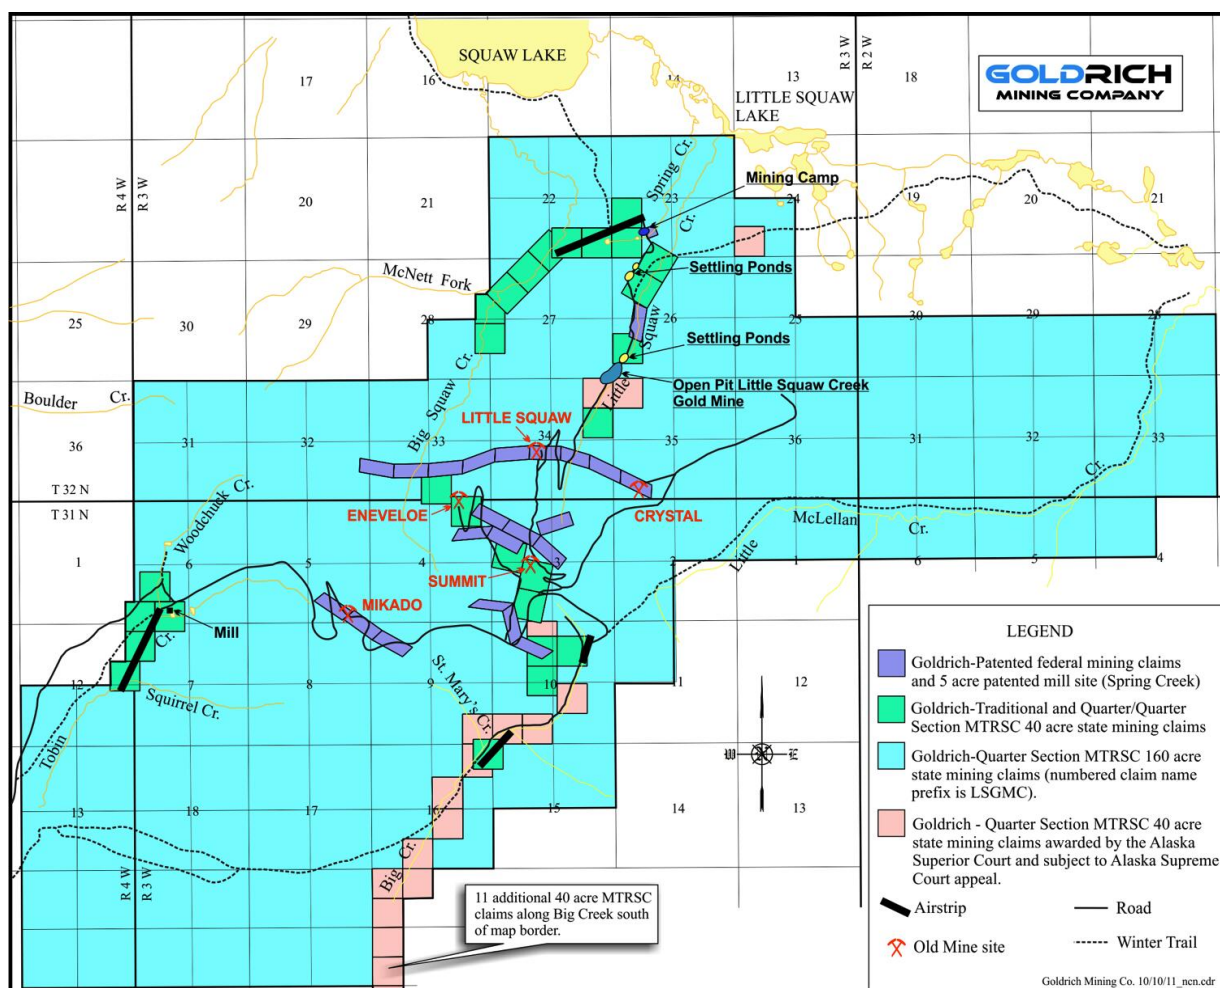 SQUAW LAKE
17
16
14
13
R 3 W
R 2 W
18
GOLDRICH
MINING COMPANY
LITTLE SQUAW
LAKE
R 4 W
R 3 W
20
21
22
Spring Cr.
23
Mining Camp
24
19
20
21
Cr.
McNett Fork
Settling Ponds
25
30
29
28
27
26
25
30
29
28
Squaw
Settling Ponds
Big Squaw Cr.
Open Pit Little Squaw Creek
Gold Mine
Boulder Cr.
Little
LITTLE SQUAW
36
31
32
33
34
35
36
31
32
33
T 32 N
T 31 N
Woodchuck Cr.
ENEVELOE
CRYSTAL
McLellan Cr.
Cr.
Little
1
6
5
4
3
2
1
6
5
4
SUMMIT
MIKADO
Mill
Cr.
St. Mary's Cr.
12
7
8
9
10
11
12
Squirrel Cr.
Tobin
W
E
13
18
17
16
15
14
13
Big Cr.
R 4 W
R 3 W
11 additional 40 acre MTRSC
claims along Big Creek south
of map border.
LEGEND
Goldrich-Patented federal mining claims
and 5 acre patented mill site (Spring Creek)
Goldrich-Traditional and Quarter/Quarter
Section MTRSC 40 acre state mining claims
Goldrich-Quarter Section MTRSC 160 acre
state mining claims (numbered claim name
prefix is LSGMC).
Goldrich - Quarter Section MTRSC 40 acre
state mining claims awarded by the Alaska
Superior Court and subject to Alaska Supreme
Court appeal.
Airstrip
Road
Old Mine site
Winter Trail
Goldrich Mining Co. 10/10/11_ncn.cdr